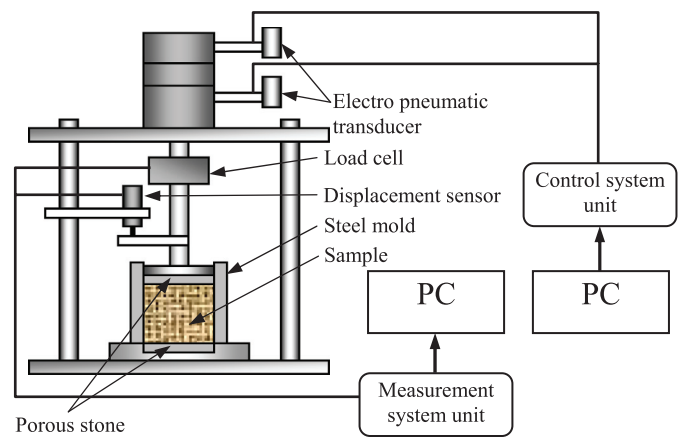 Electro pneumatic
transducer
Load cell
Displacement sensor
Steel mold
Sample
Control system
unit
PC
PC
Measurement
system unit
Porous stone